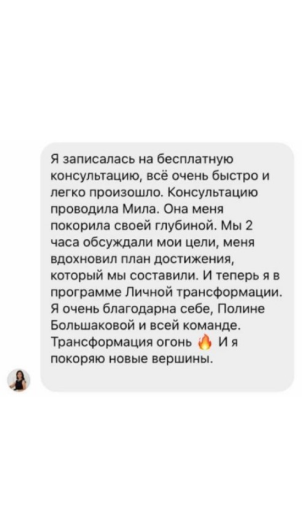 Я записалась на бесплатную
консультацию, всё очень быстро и
легко произошло. Консультацию
проводила Мила. Она меня
покорила своей глубиной. Мы 2
часа обсуждали мои цели, меня
вдохновил план достижения,
который мы составили. И теперь я в
программе Личной трансформации.
Я очень благодарна себе, Полине
Большаковой и всей команде.
Трансформация огонь 🔥 И я
покоряю новые вершины.